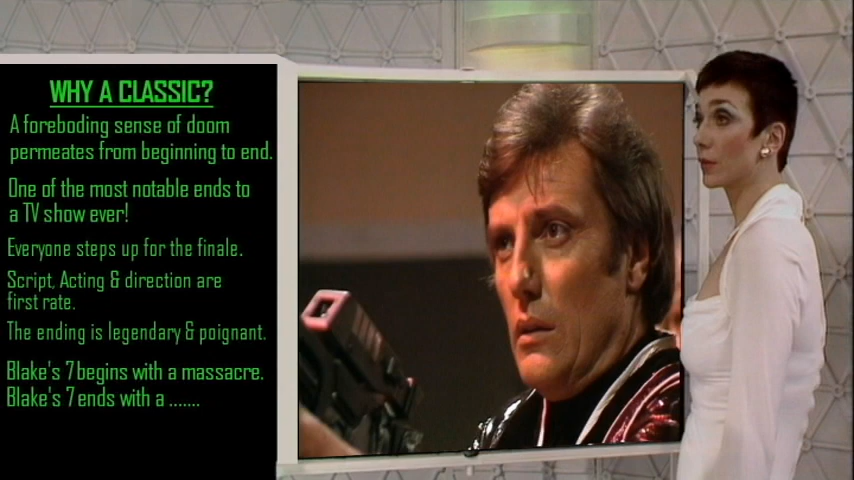 WHY A CLASSIC?
A foreboding sense of doom
permeates from beginning to end.
One of the most notable ends to
a TV show ever!
Everyone steps up for the finale.
Script, Acting & direction are
first rate.
The ending is legendary & poignant.
Blake's 7 begins with a massacre.
Blake's 7 ends with a .......